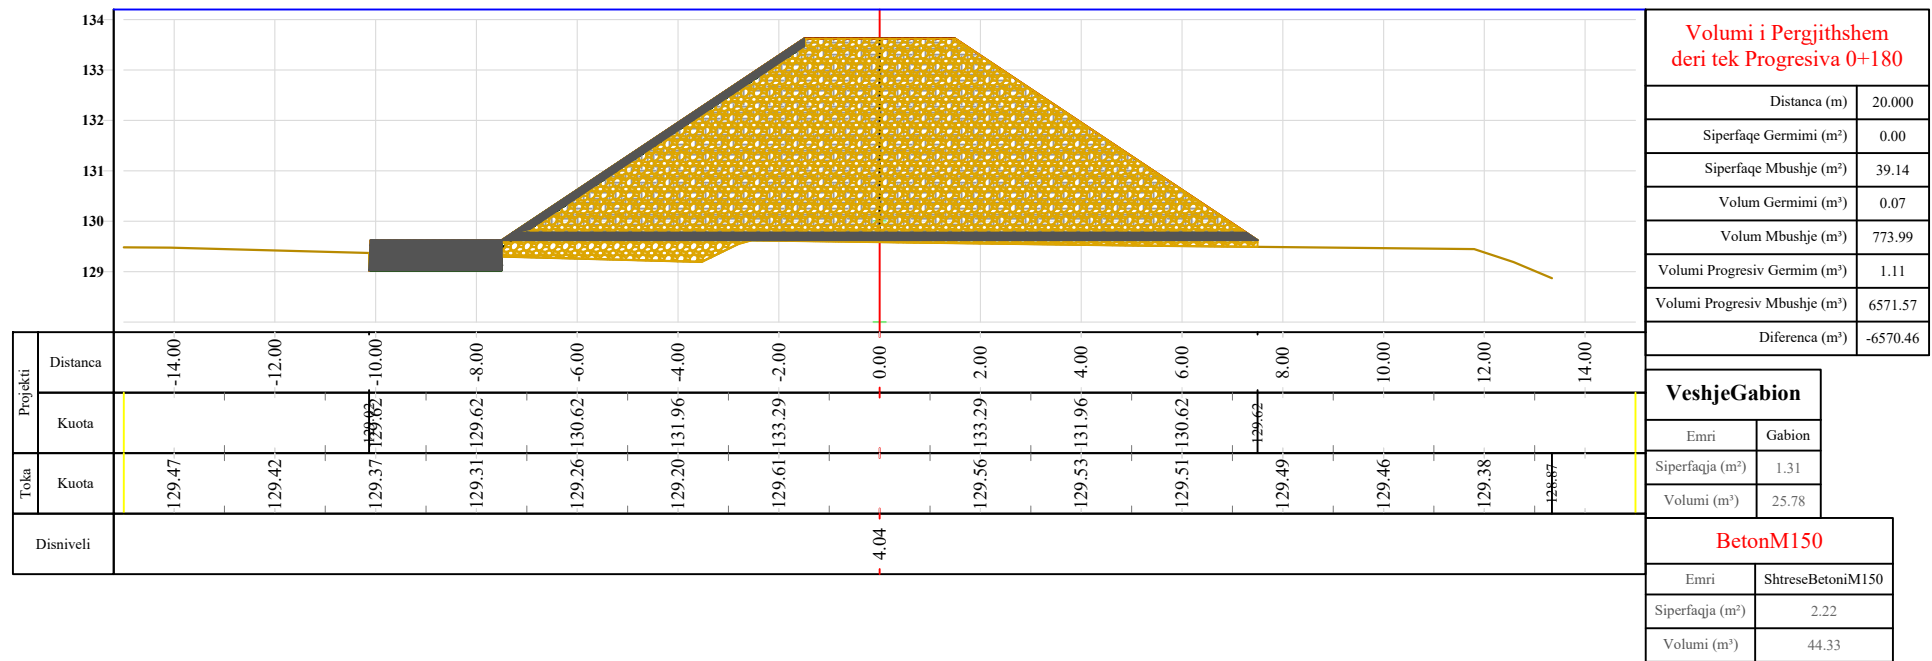 134
133
132
131
130
129
Projekti
Distanca
-14.00 -12.00 -10.00 -8.00 -6.00 -4.00 -2.00 0.00 2.00 4.00 6.00 8.00 10.00 12.00 14.00
Kuota
129.62 129.62 130.62 131.96 133.29 133.29 131.96 130.62 129.62
Toka
Kuota
129.47 129.42 129.37 129.31 129.26 129.20 129.61 129.56 129.53 129.51 129.49 129.46 129.38 128.87
Disniveli
4.04
Volumi i Pergjithshem
deri tek Progresiva 0+180
Distanca (m) 20.000
Siperfaqe Germimi (m²) 0.00
Siperfaqe Mbushje (m²) 39.14
Volum Germimi (m³) 0.07
Volum Mbushje (m³) 773.99
Volumi Progresiv Germim (m³) 1.11
Volumi Progresiv Mbushje (m³) 6571.57
Diferenca (m³) -6570.46
VeshjeGabion
Emri Gabion
Siperfaqja (m²) 1.31
Volumi (m³) 25.78
BetonM150
Emri ShtreseBetoniM150
Siperfaqja (m²) 2.22
Volumi (m³) 44.33